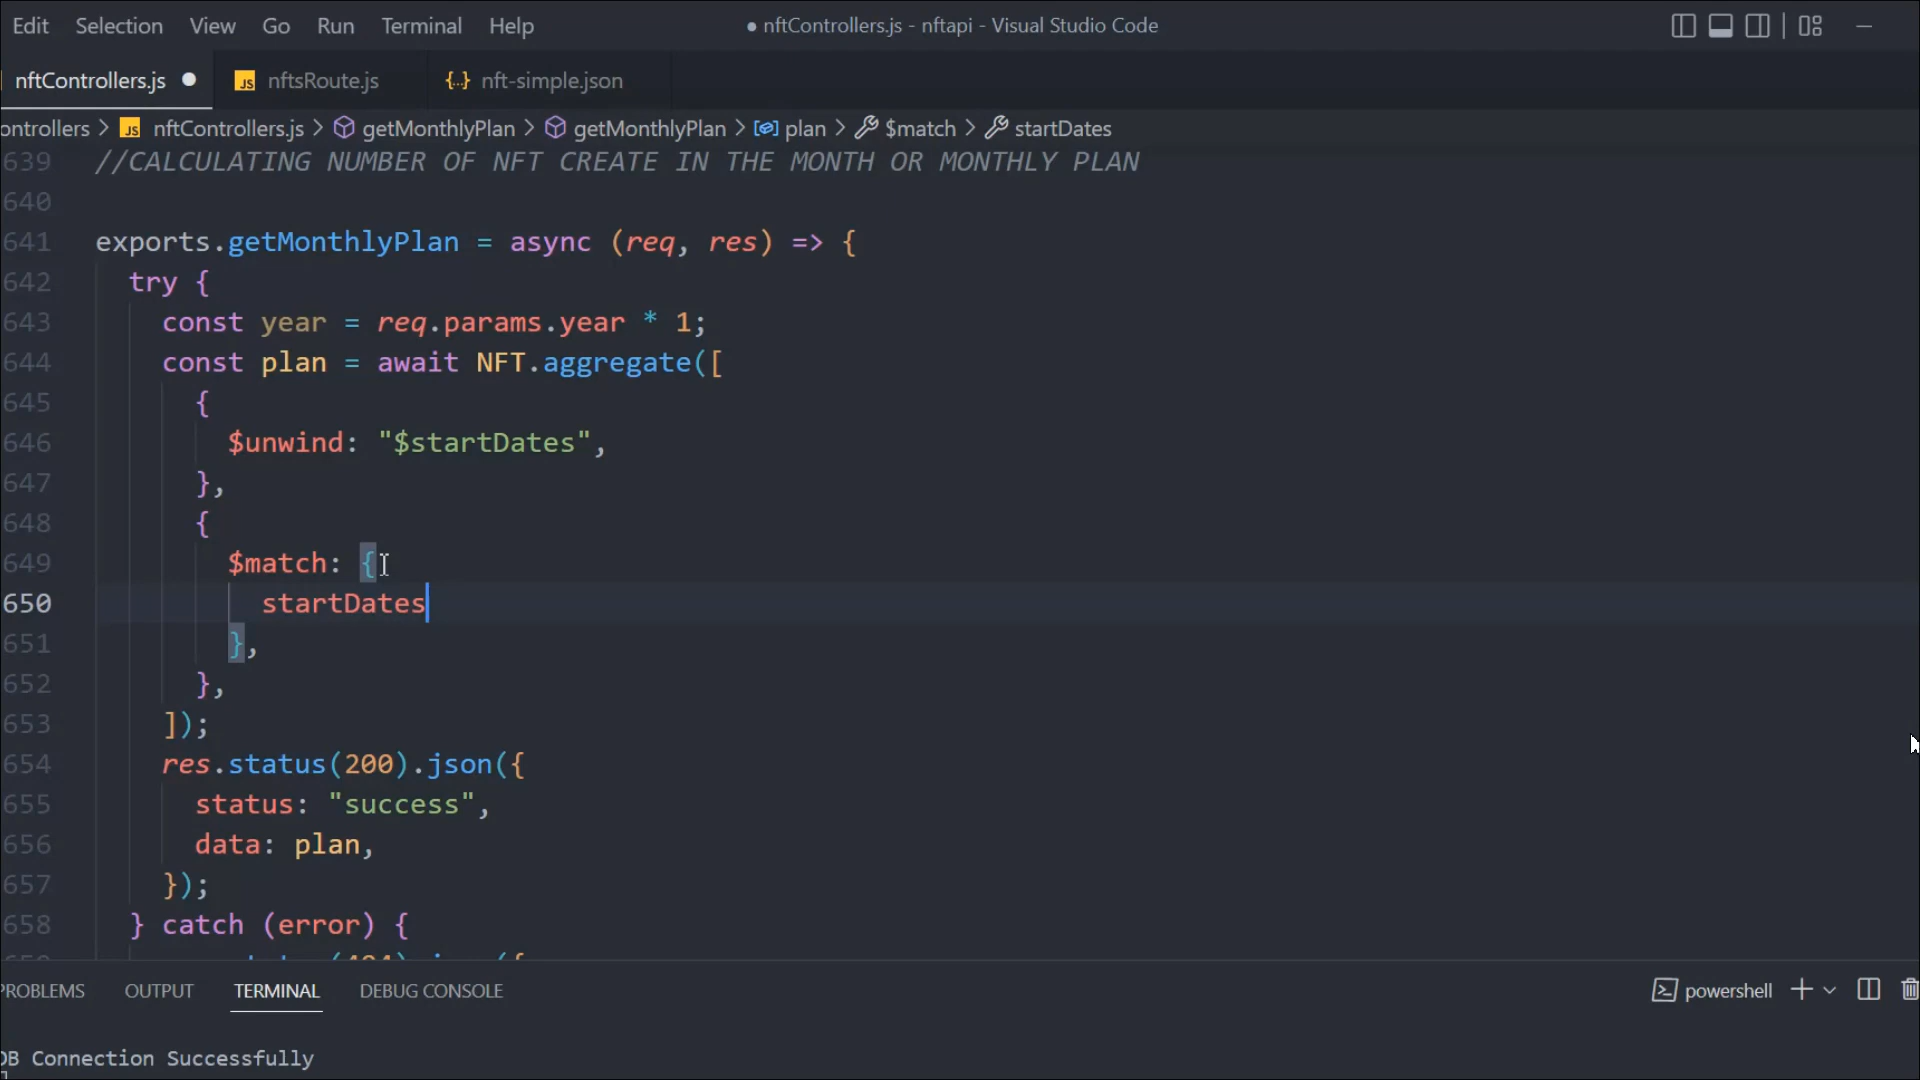 Edit Selection View Go Run Terminal Help ● nftControllers.js - nftapi - Visual Studio Code
nftControllers.js ● JS nftsRoute.js {..} nft-simple.json
ontrollers > JS nftControllers.js > getMonthlyPlan > getMonthlyPlan > plan > $match > startDates
639 //CALCULATING NUMBER OF NFT CREATE IN THE MONTH OR MONTHLY PLAN
640
641 exports.getMonthlyPlan = async (req, res) => {
642 try {
643 const year = req.params.year * 1;
644 const plan = await NFT.aggregate([
645 {
646 $unwind: "$startDates",
647 },
648 {
649 $match: {
650 startDates
651 },
652 },
653 ]);
654 res.status(200).json({
655 status: "success",
656 data: plan,
657 });
658 } catch (error) {
PROBLEMS OUTPUT TERMINAL DEBUG CONSOLE powershell
DB Connection Successfully